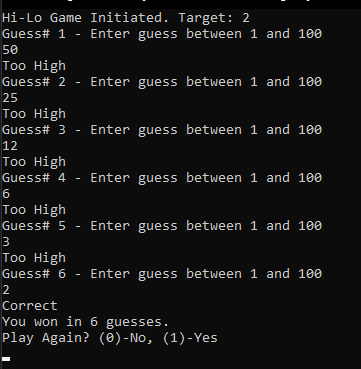 Hi-Lo Game Initiated. Target: 2
Guess# 1 - Enter guess between 1 and 100
50
Too High
Guess# 2 - Enter guess between 1 and 100
25
Too High
Guess# 3 - Enter guess between 1 and 100
12
Too High
Guess# 4 - Enter guess between 1 and 100
6
Too High
Guess# 5 - Enter guess between 1 and 100
3
Too High
Guess# 6 - Enter guess between 1 and 100
2
Correct
You won in 6 guesses.
Play Again? (0)-No, (1)-Yes